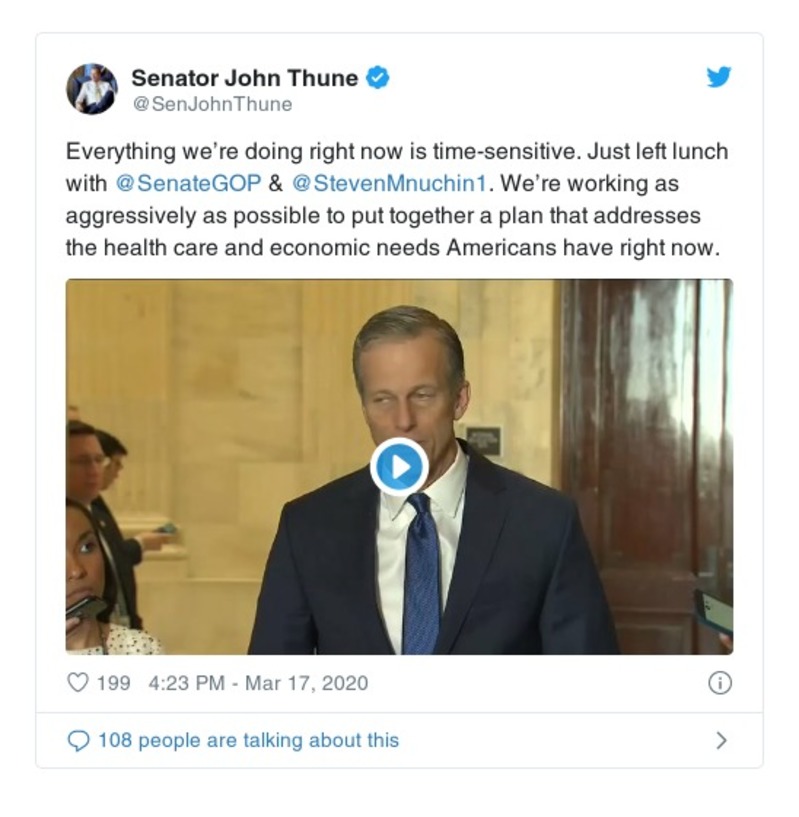 Senator John Thune
@SenJohnThune
Everything we’re doing right now is time-sensitive. Just left lunch
with @SenateGOP & @StevenMnuchin1. We’re working as
aggressively as possible to put together a plan that addresses
the health care and economic needs Americans have right now.
199 4:23 PM - Mar 17, 2020
108 people are talking about this